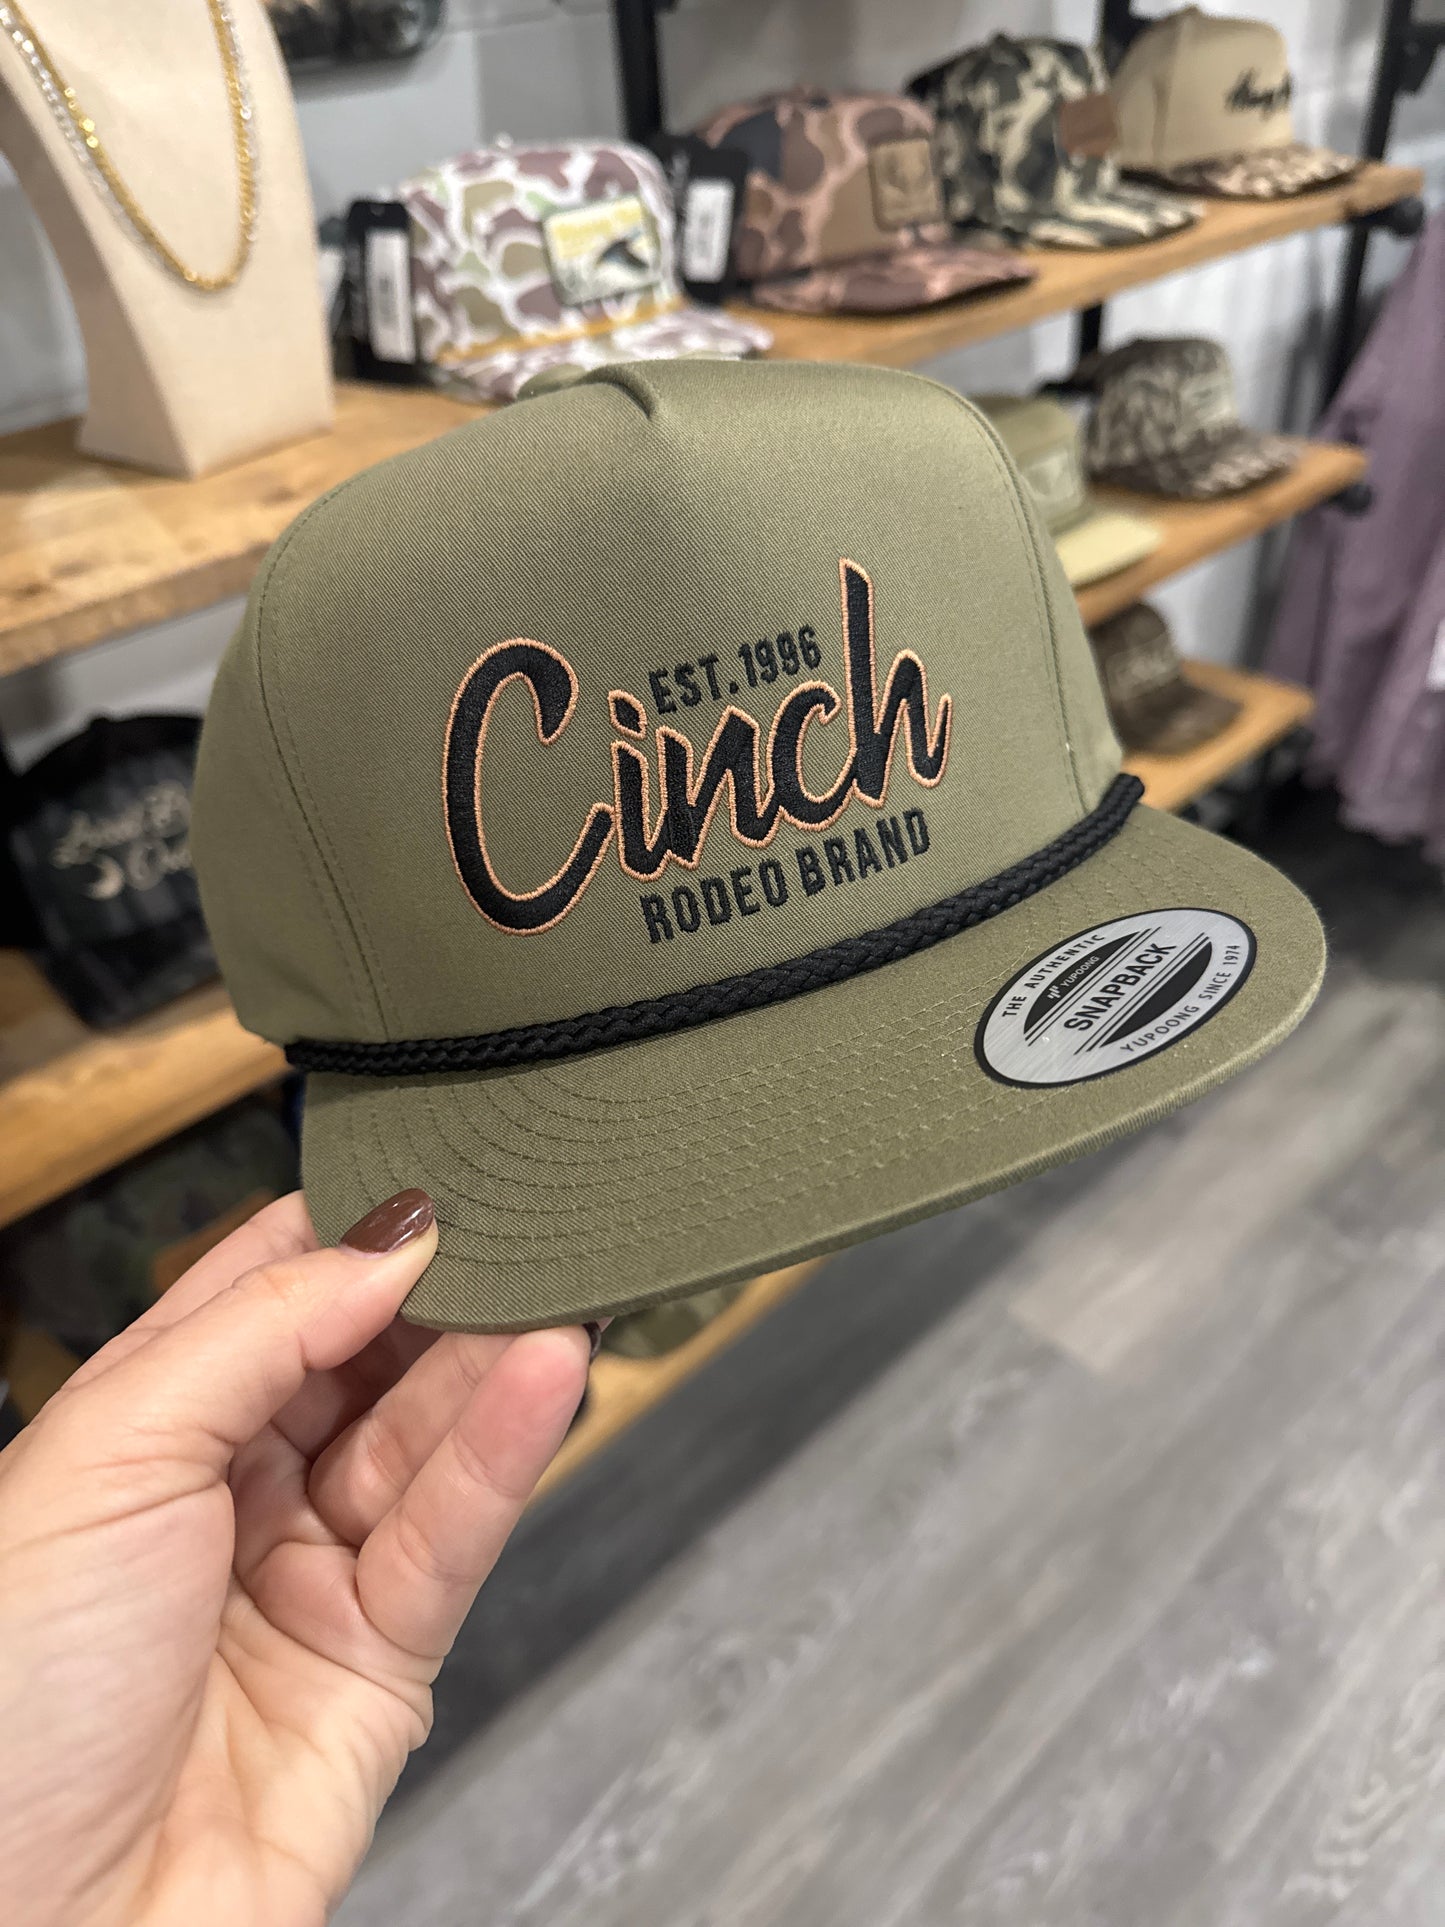 EST. 1996
Cinch
RODEO BRAND
THE AUTHENTIC
YUPOONG
SNAPBACK
YUPOONG SINCE 1974